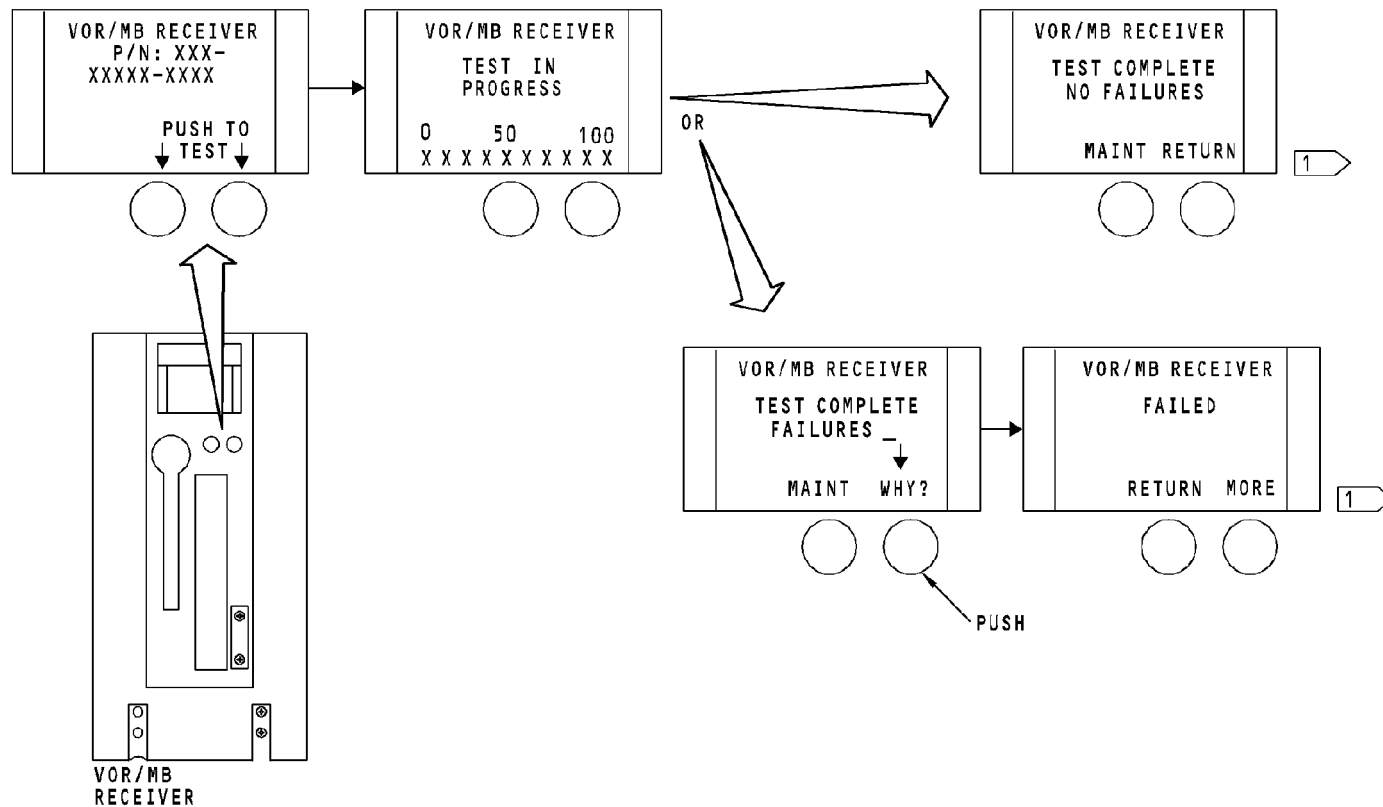 VOR/MB RECEIVER
P/N: XXX-
XXXXX-XXXX
PUSH TO
TEST
VOR/MB RECEIVER
TEST IN
PROGRESS
0 50 100
X X X X X X X X X X
OR
VOR/MB RECEIVER
TEST COMPLETE
NO FAILURES
MAINT RETURN
1
VOR/MB RECEIVER
TEST COMPLETE
FAILURES _
MAINT WHY?
PUSH
VOR/MB RECEIVER
FAILED
RETURN MORE
1
VOR/MB
RECEIVER